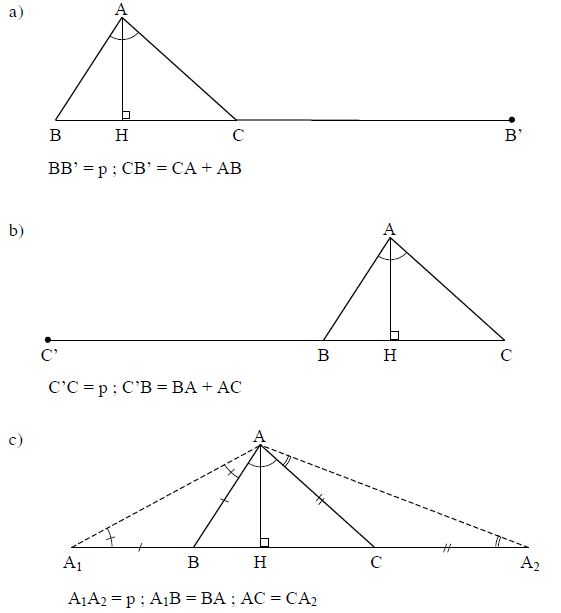 a)
A
B H C B’
BB’ = p ; CB’ = CA + AB
b)
A
C’ B H C
C’C = p ; C’B = BA + AC
c)
A
A₁ B H C A₂
A₁A₂ = p ; A₁B = BA ; AC = CA₂